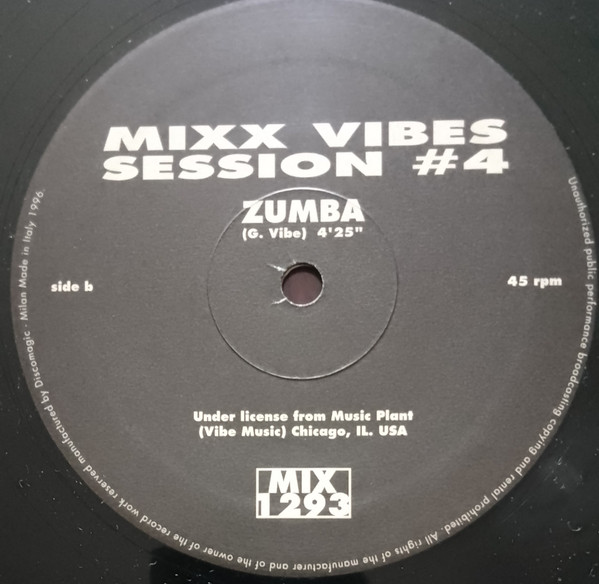 MIXX VIBES
SESSION #4
ZUMBA
(G. Vibe) 4'25"
side b
45 rpm
Under license from Music Plant
(Vibe Music) Chicago, IL. USA
MIX
1293
Unauthorized public performance broadcasting copying and rental prohibited. All rights of the manufacturer and of the owner of the record work reserved manufactured by Discomagic - Milan Made in Italy 1996.